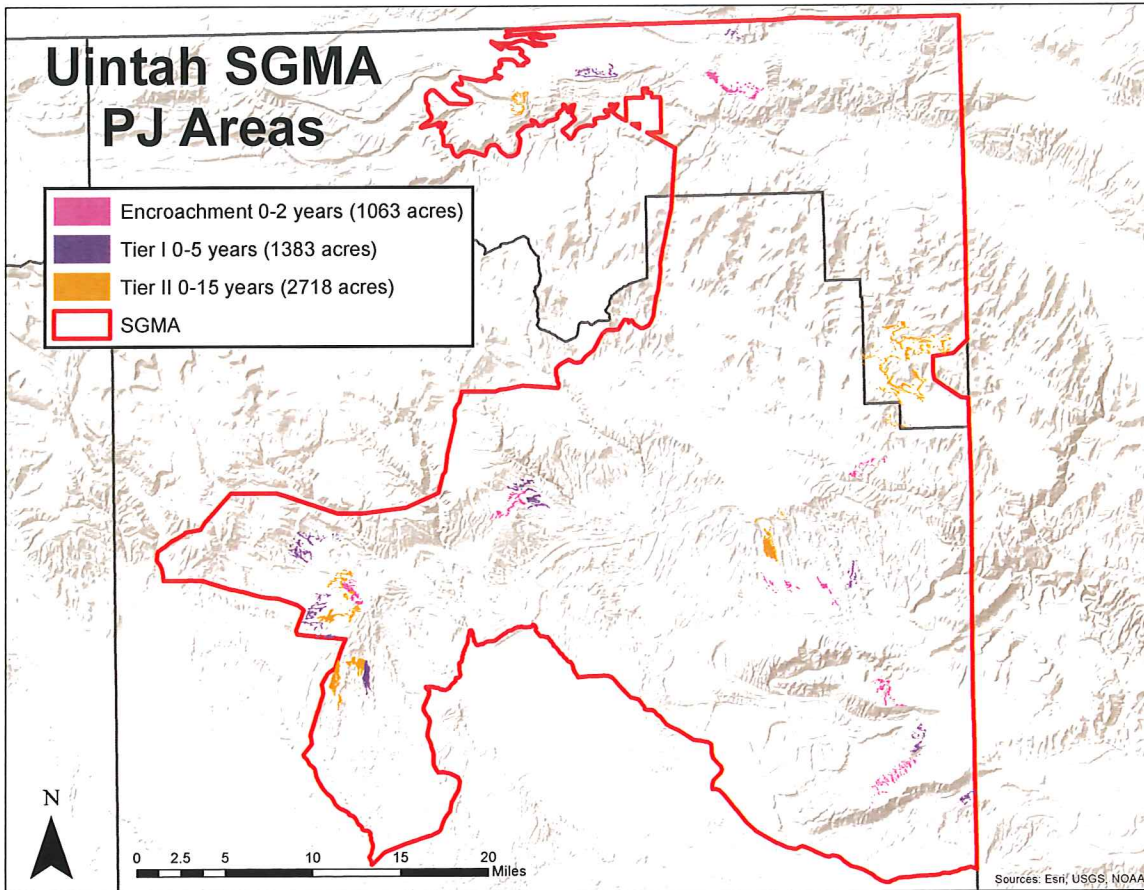 Uintah SGMA
PJ Areas
Encroachment 0-2 years (1063 acres)
Tier I 0-5 years (1383 acres)
Tier II 0-15 years (2718 acres)
SGMA
N
0 2.5 5 10 15 20
Miles
Sources: Esri, USGS, NOAA